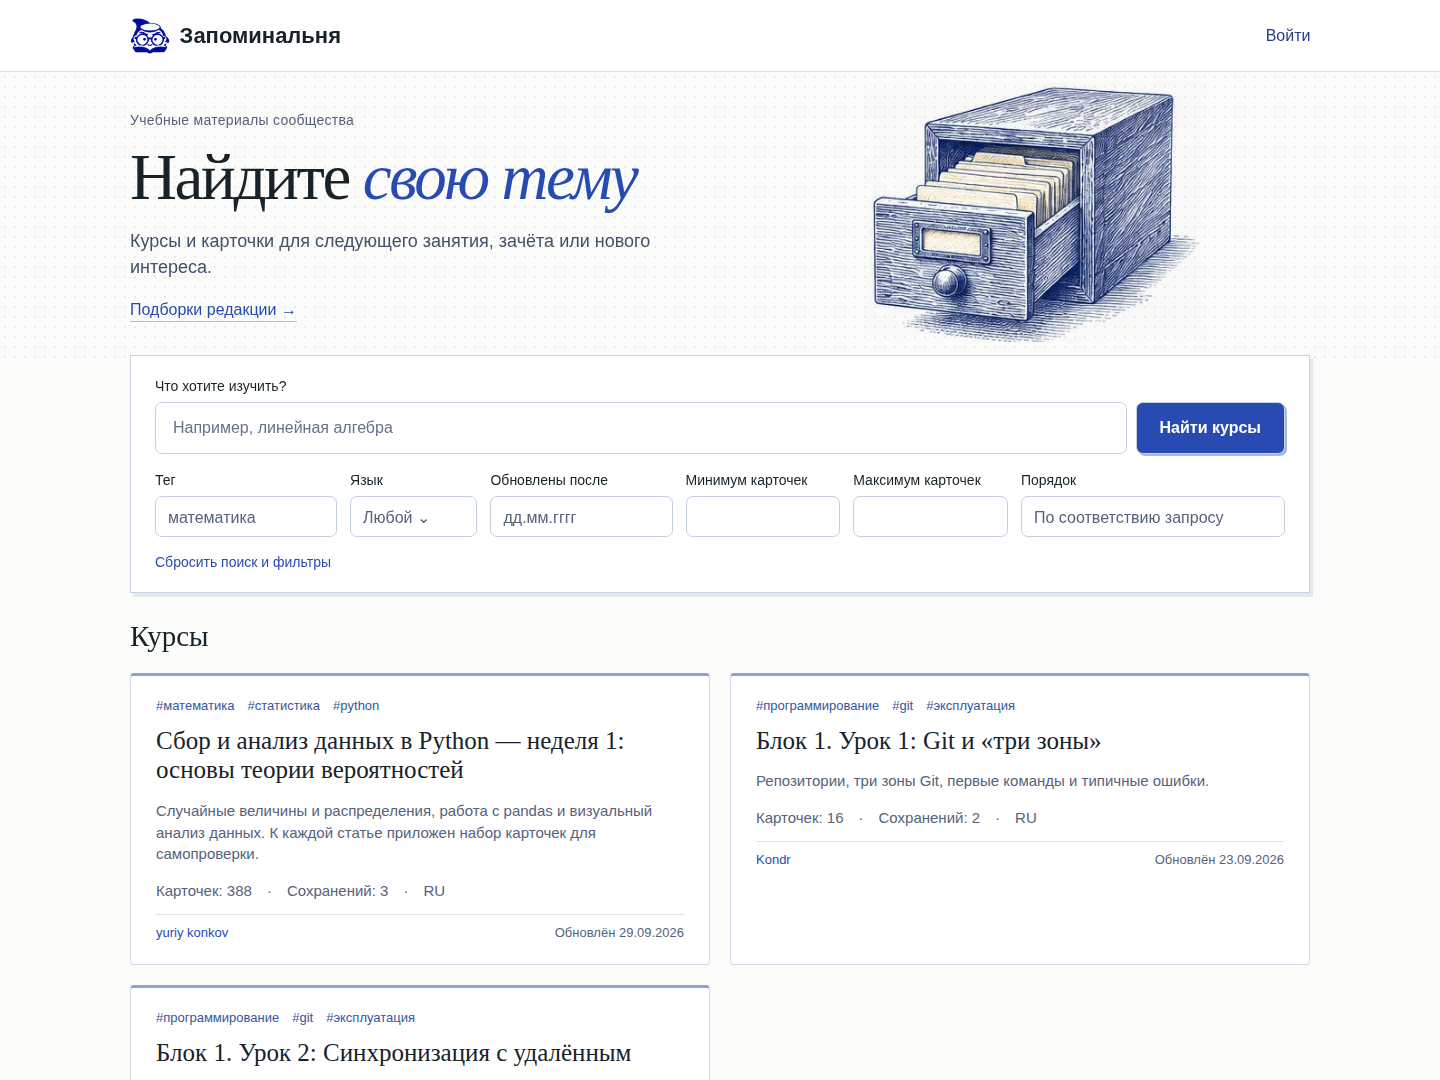 Запоминальня
Войти
Учебные материалы сообщества
Найдите свою тему
Курсы и карточки для следующего занятия, зачёта или нового
интереса.
Подборки редакции →
Что хотите изучить?
Например, линейная алгебра
Найти курсы
Тег
Язык
Обновлены после
Минимум карточек
Максимум карточек
Порядок
математика
Любой
дд.мм.гггг
По соответствию запросу
Сбросить поиск и фильтры
Курсы
#математика #статистика #python
Сбор и анализ данных в Python — неделя 1:
основы теории вероятностей
Случайные величины и распределения, работа с pandas и визуальный
анализ данных. К каждой статье приложен набор карточек для
самопроверки.
Карточек: 388 · Сохранений: 3 · RU
yuriy konkov
Обновлён 29.09.2026
#программирование #git #эксплуатация
Блок 1. Урок 1: Git и «три зоны»
Репозитории, три зоны Git, первые команды и типичные ошибки.
Карточек: 16 · Сохранений: 2 · RU
Kondr
Обновлён 23.09.2026
#программирование #git #эксплуатация
Блок 1. Урок 2: Синхронизация с удалённым